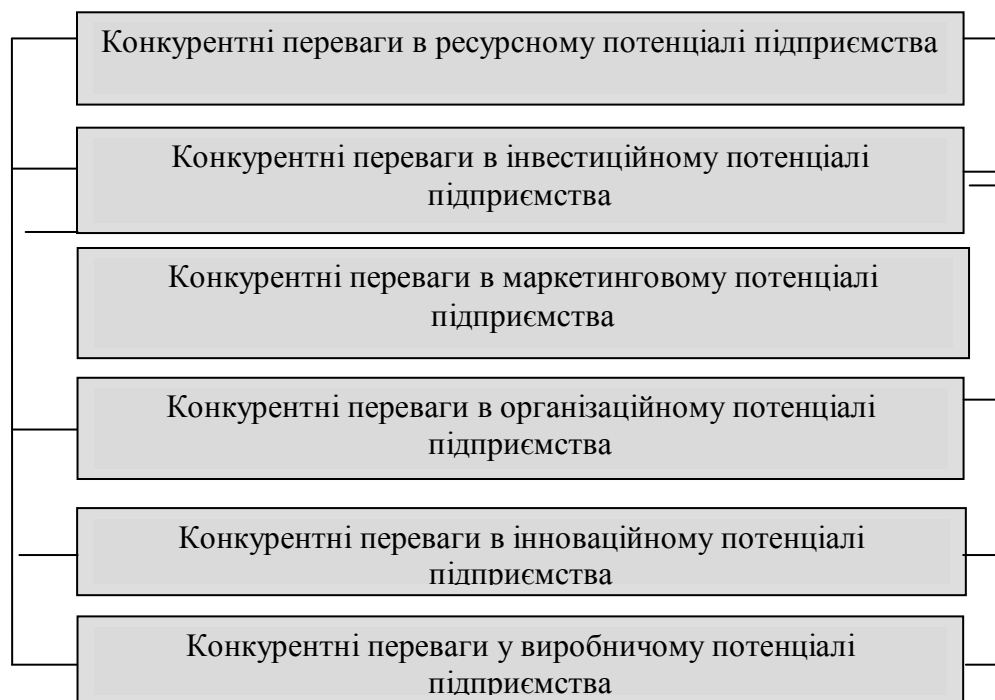 Конкурентні переваги в ресурсному потенціалі підприємства
Конкурентні переваги в інвестиційному потенціалі
підприємства
Конкурентні переваги в маркетинговому потенціалі
підприємства
Конкурентні переваги в організаційному потенціалі
підприємства
Конкурентні переваги в інноваційному потенціалі
підприємства
Конкурентні переваги у виробничому потенціалі
підприємства